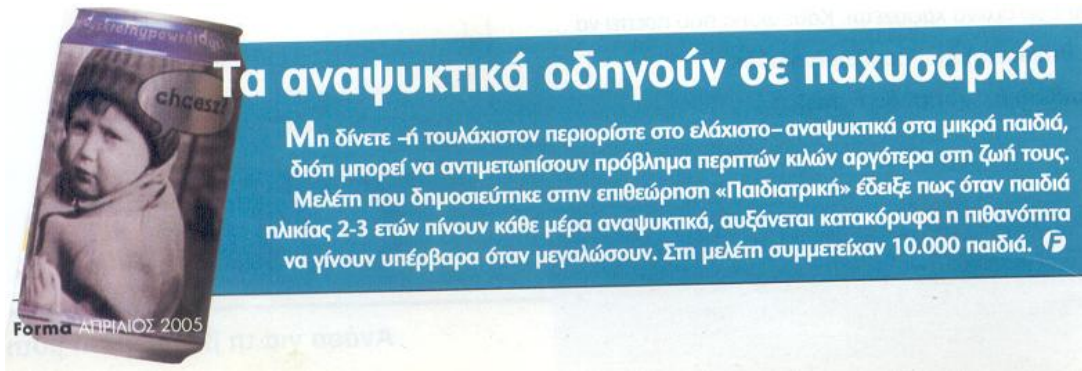 chcesz?
Τα αναψυκτικά οδηγούν σε παχυσαρκία
Μη δίνετε –ή τουλάχιστον περιορίστε στο ελάχιστο– αναψυκτικά στα μικρά παιδιά,
διότι μπορεί να αντιμετωπίσουν πρόβλημα περιττών κιλών αργότερα στη ζωή τους.
Μελέτη που δημοσιεύτηκε στην επιθεώρηση «Παιδιατρική» έδειξε πως όταν παιδιά
ηλικίας 2-3 ετών πίνουν κάθε μέρα αναψυκτικά, αυξάνεται κατακόρυφα η πιθανότητα
να γίνουν υπέρβαρα όταν μεγαλώσουν. Στη μελέτη συμμετείχαν 10.000 παιδιά.
Forma ΑΠΡΙΛΙΟΣ 2005